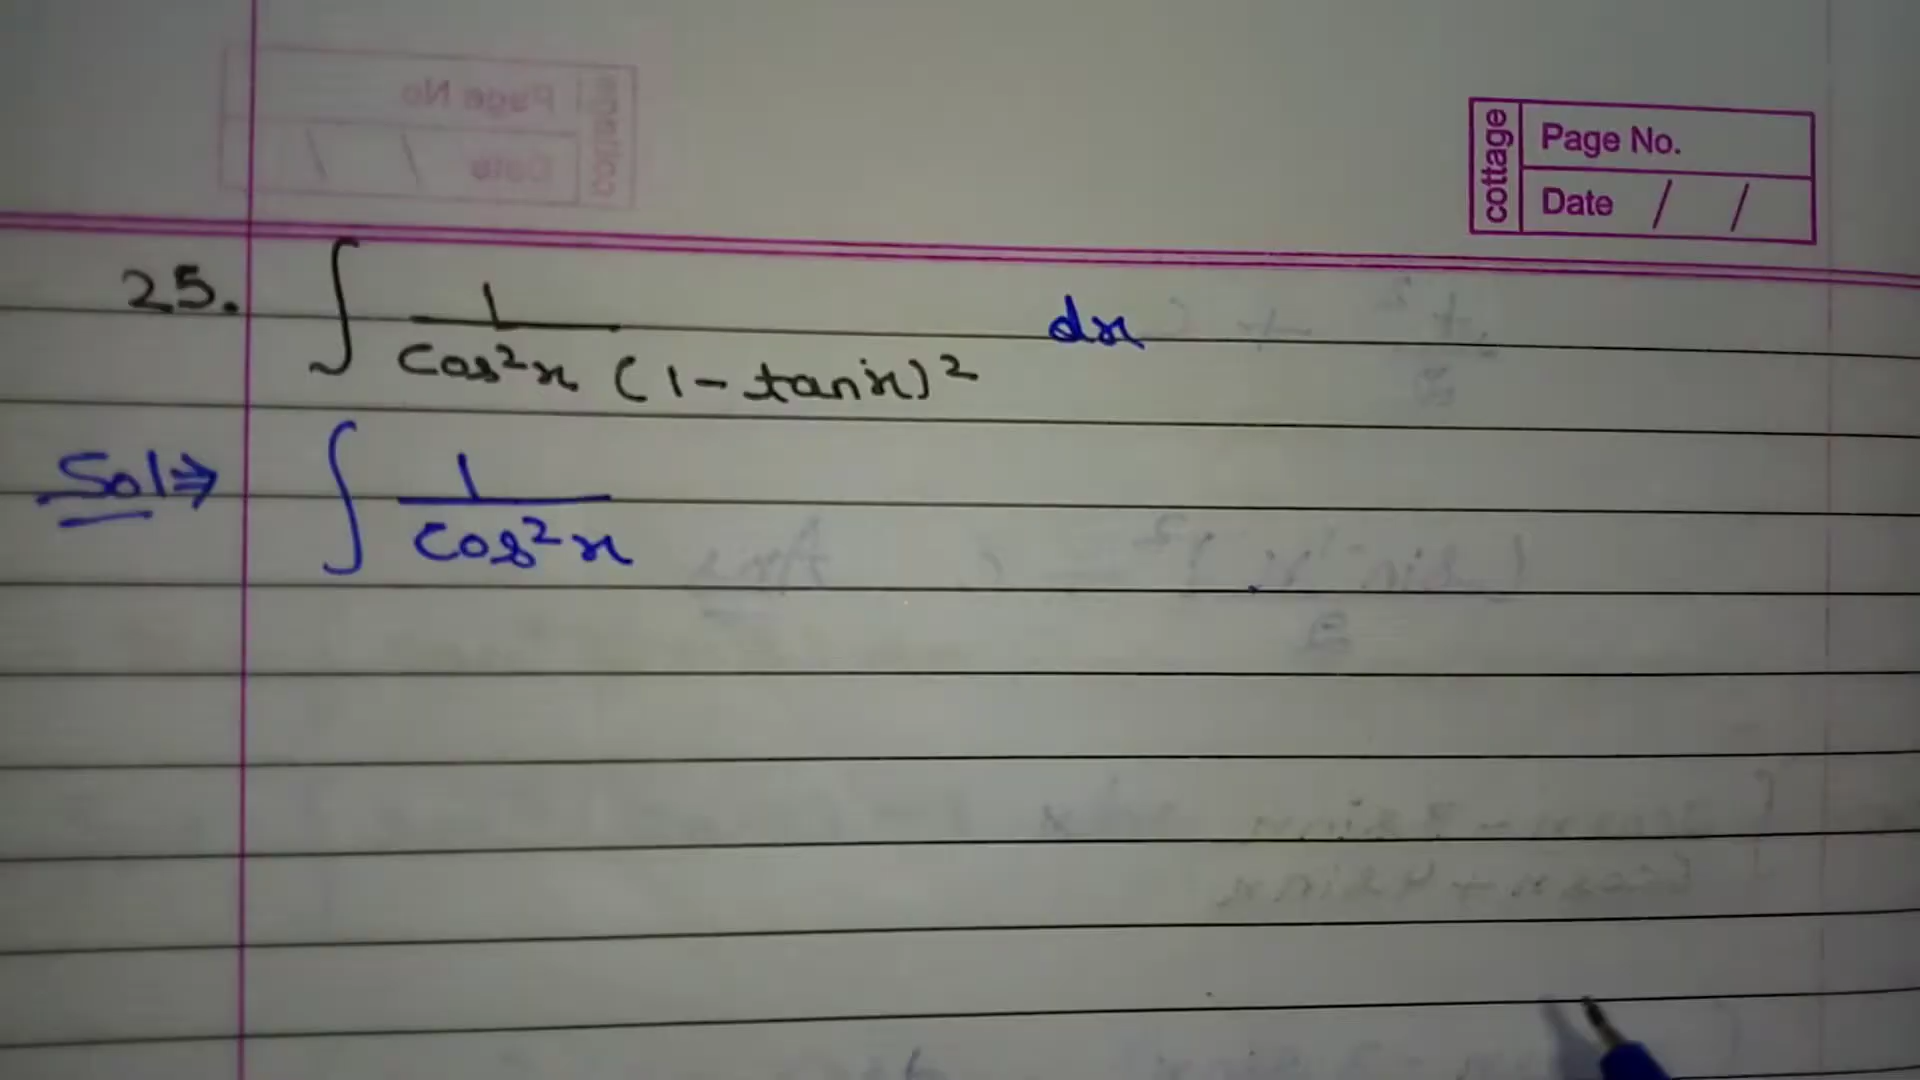 cottage
Page No.
Date / /
25. ∫ 1 / cos²x (1 - tanx)² dx
Sol⇒ ∫ 1 / cos²x